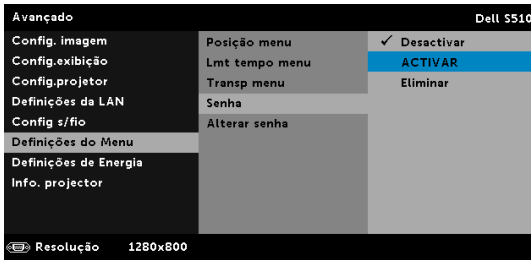 Avançado Dell S510
Config. imagem
Config.exibição
Config.projetor
Definições da LAN
Config s/fio
Definições do Menu
Definições de Energia
Info. projector
Posição menu
Lmt tempo menu
Transp menu
Senha
Alterar senha
✓ Desactivar
ACTIVAR
Eliminar
Resolução 1280x800